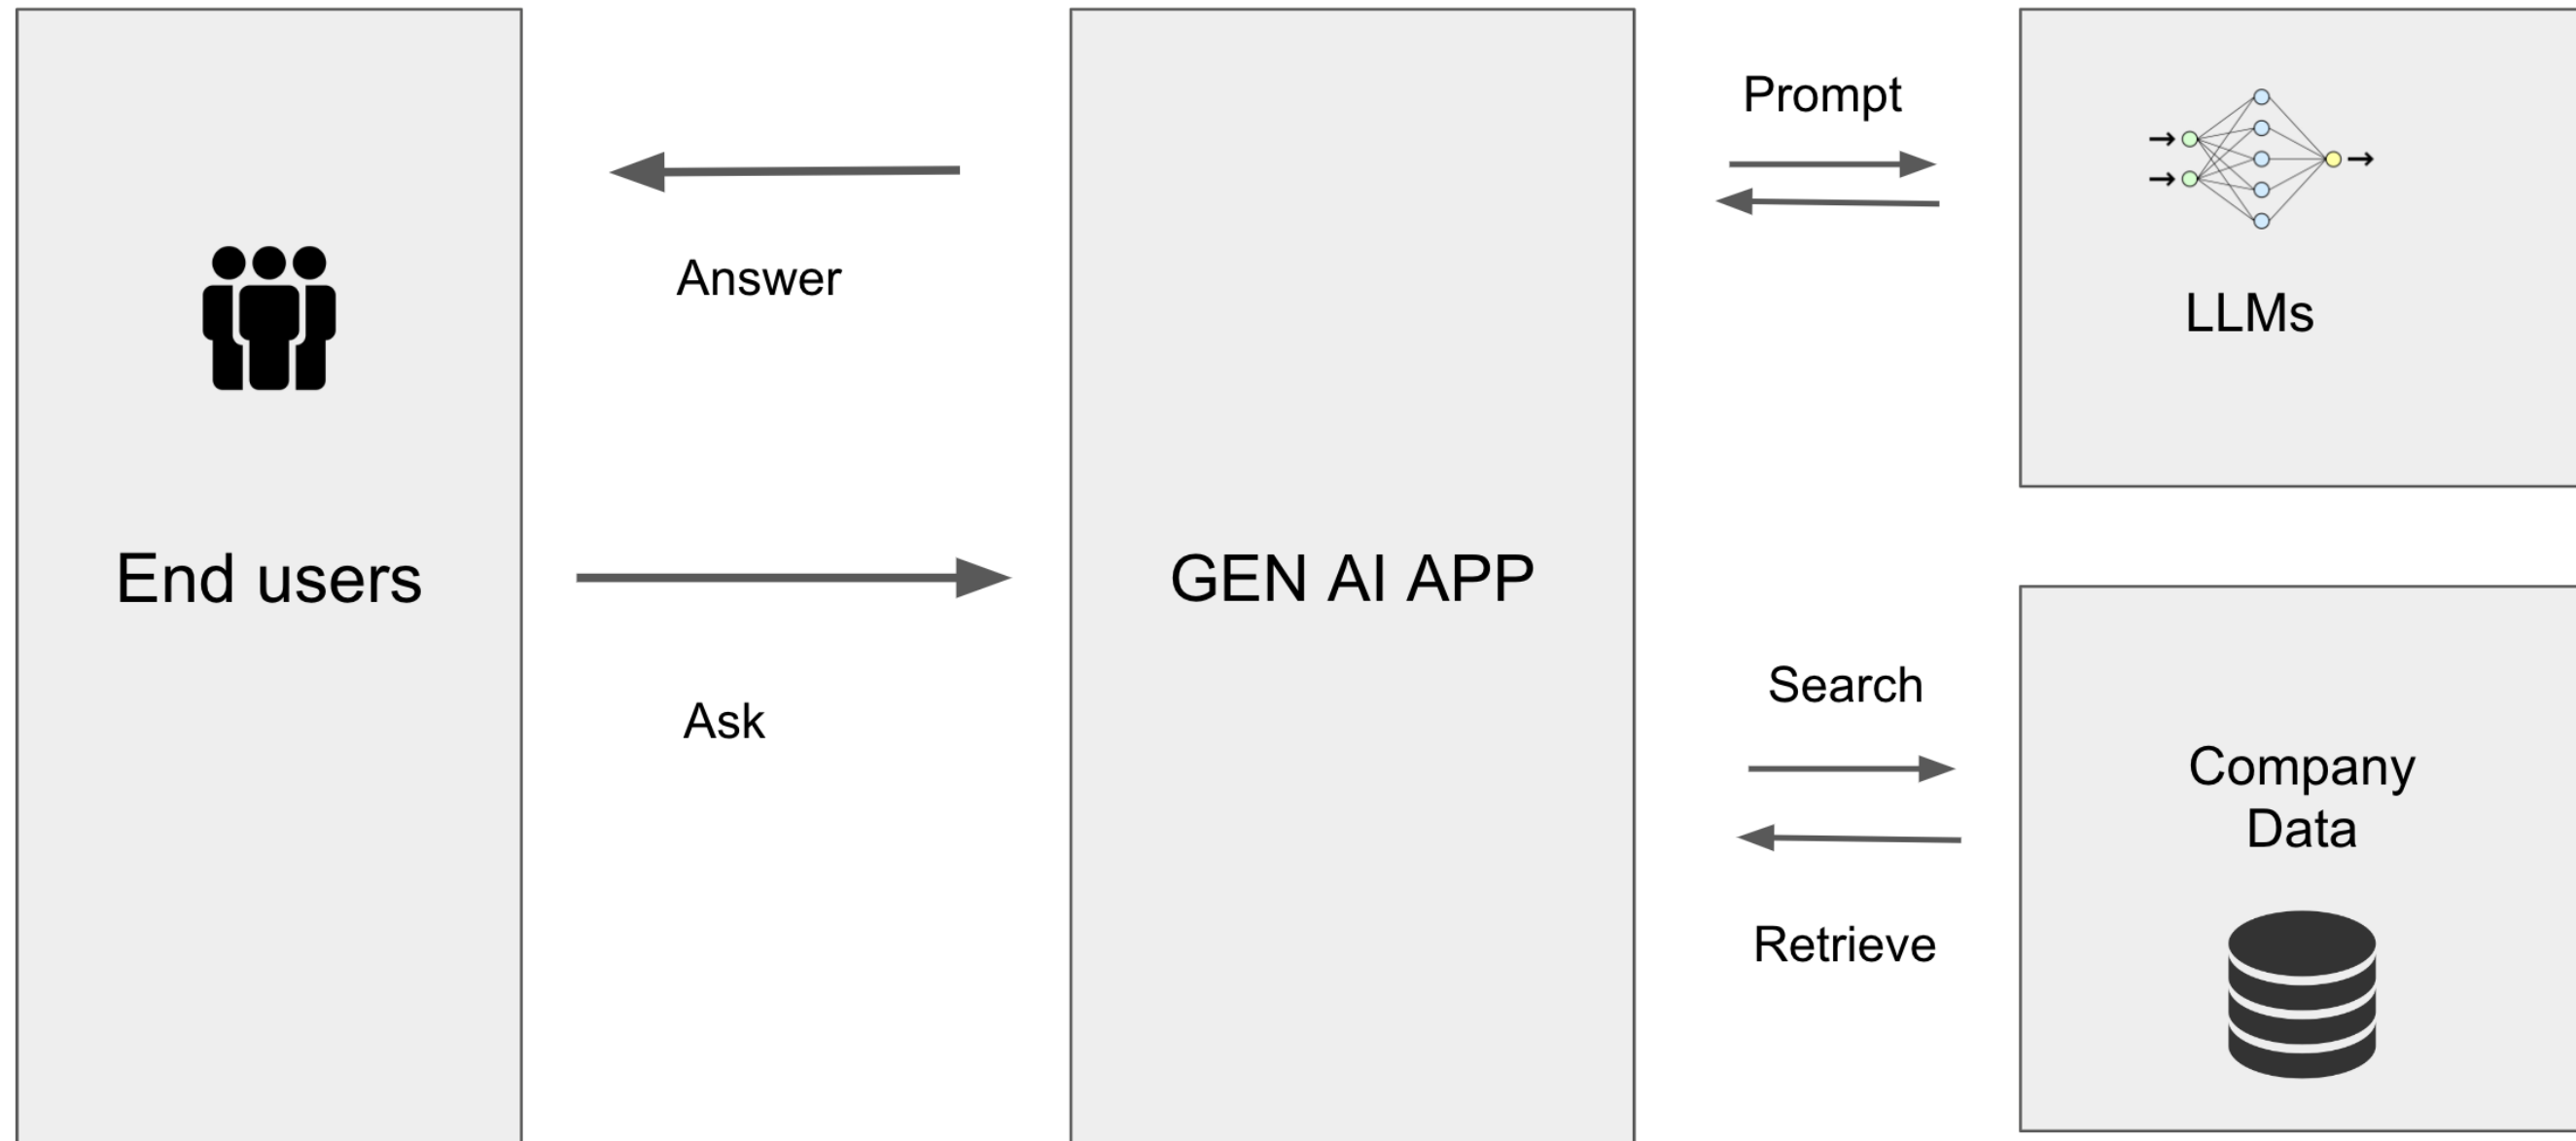 End users
Answer
Ask
GEN AI APP
Prompt
LLMs
Search
Retrieve
Company
Data